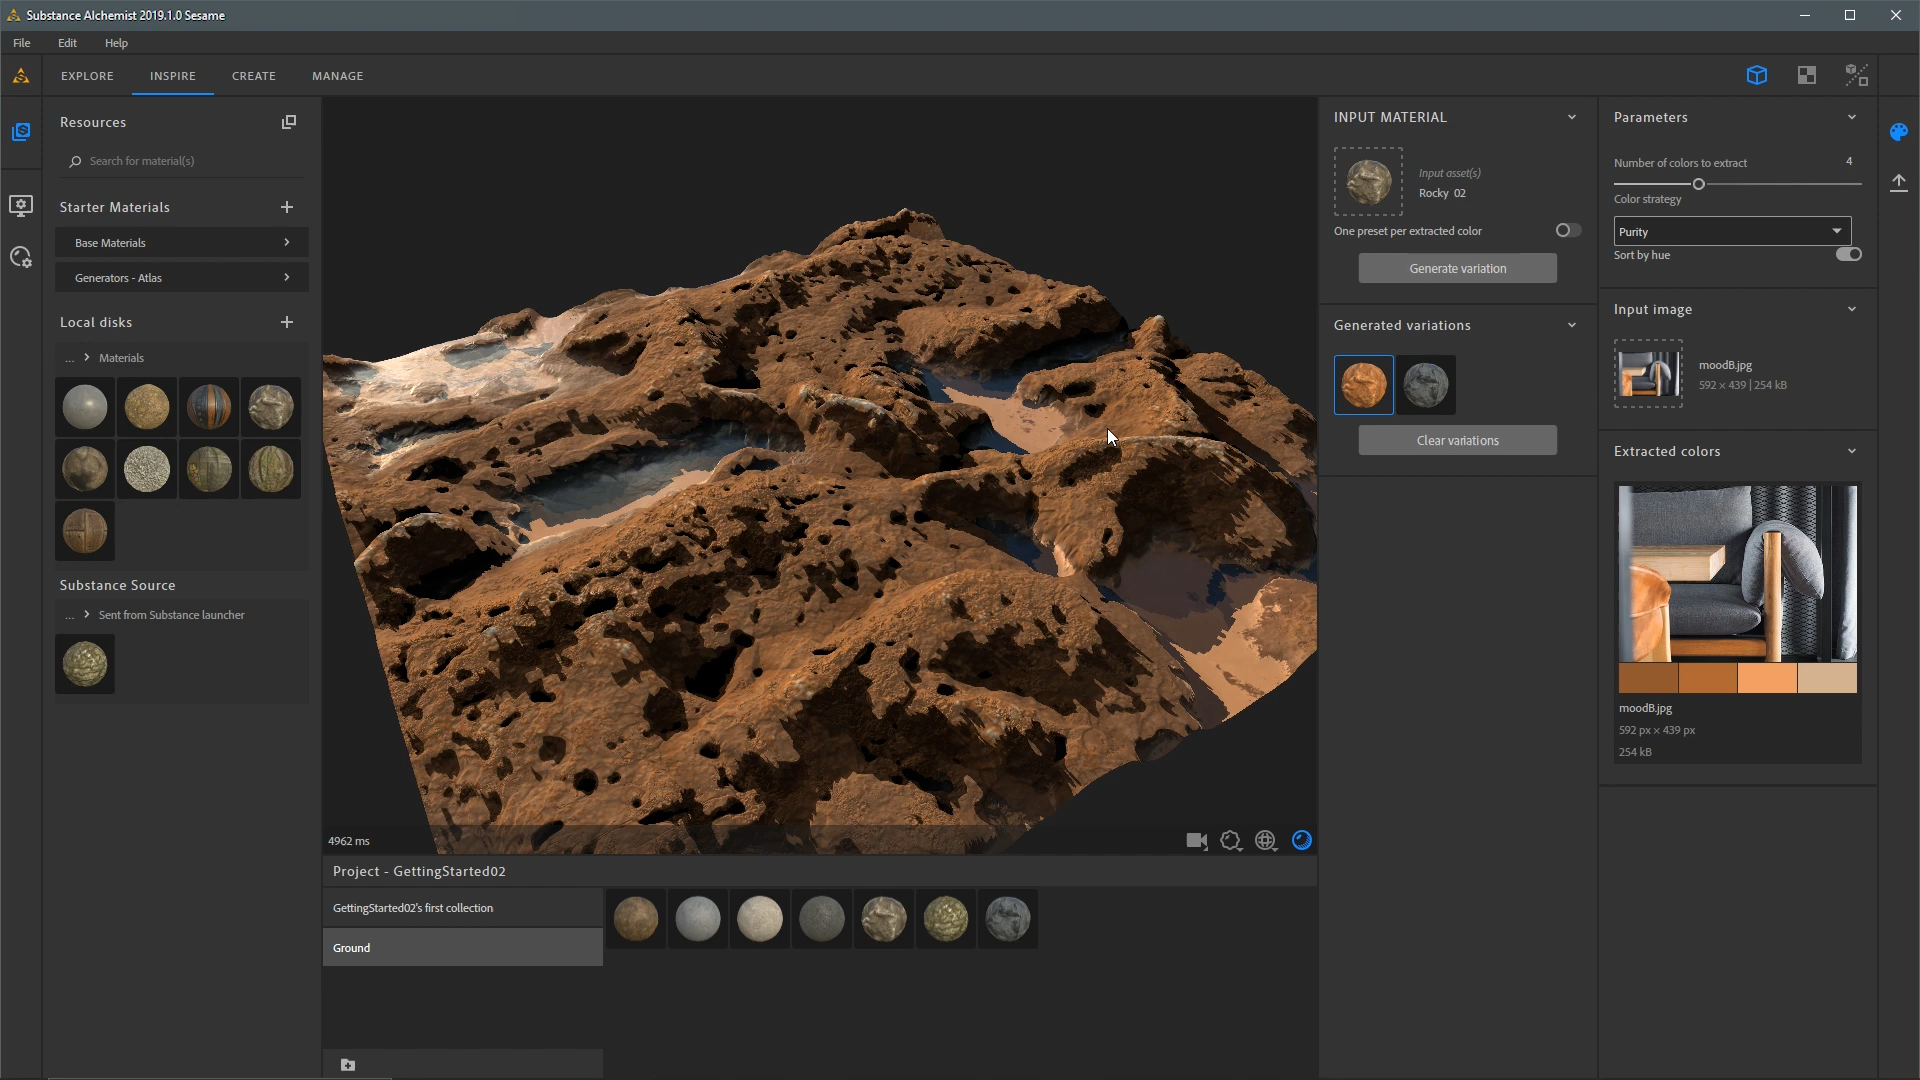 Substance Alchemist 2019.1.0 Sesame
File Edit Help
EXPLORE INSPIRE CREATE MANAGE
Resources
Search for material(s)
Starter Materials
Base Materials
Generators - Atlas
Local disks
... > Materials
Substance Source
... > Sent from Substance launcher
4962 ms
Project - GettingStarted02
GettingStarted02's first collection
Ground
INPUT MATERIAL
Input asset(s)
Rocky 02
One preset per extracted color
Generate variation
Generated variations
Clear variations
Parameters
Number of colors to extract 4
Color strategy
Purity
Sort by hue
Input image
moodB.jpg
592 x 439 | 254 kB
Extracted colors
moodB.jpg
592 px x 439 px
254 kB